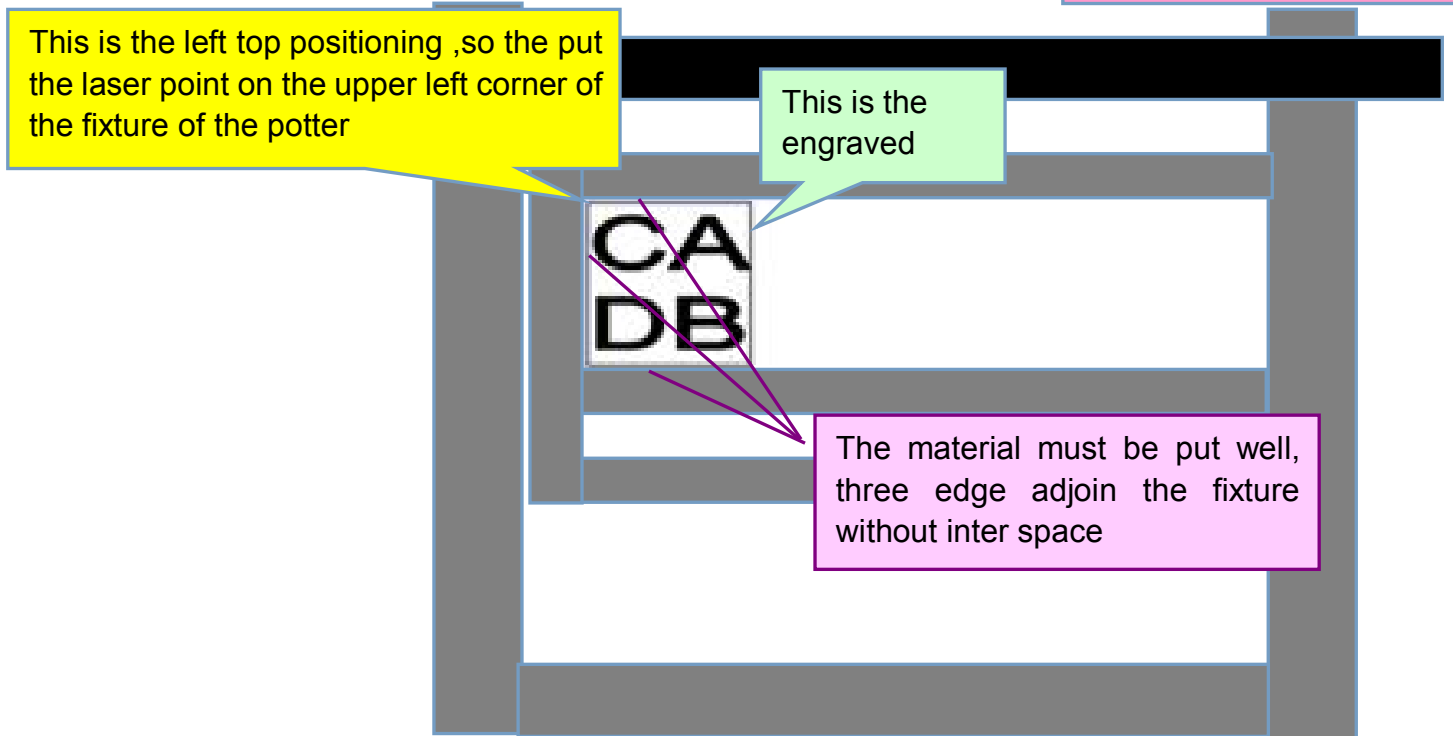 This is the left top positioning ,so the put
the laser point on the upper left corner of
the fixture of the potter
This is the
engraved
CA
DB
The material must be put well,
three edge adjoin the fixture
without inter space